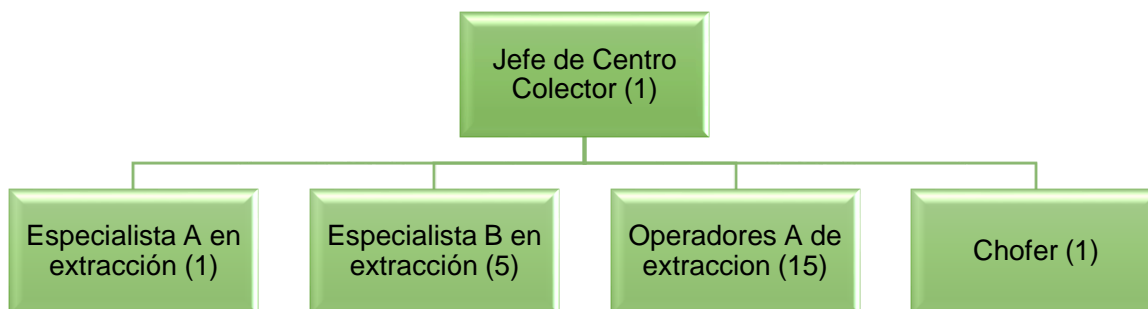 Jefe de Centro
Colector (1)
Especialista A en
extracción (1)
Especialista B en
extracción (5)
Operadores A de
extraccion (15)
Chofer (1)